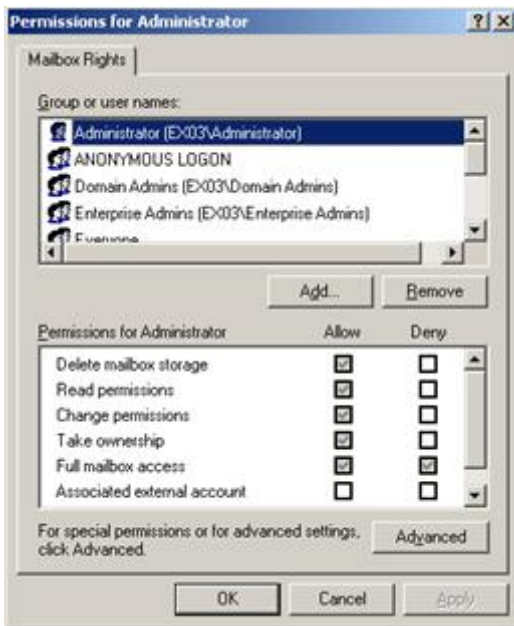 Permissions for Administrator
Mailbox Rights
Group or user names:
Administrator (EX03\Administrator)
ANONYMOUS LOGON
Domain Admins (EX03\Domain Admins)
Enterprise Admins (EX03\Enterprise Admins)
Everyone
Add... Remove
Permissions for Administrator Allow Deny
Delete mailbox storage
Read permissions
Change permissions
Take ownership
Full mailbox access
Associated external account
For special permissions or for advanced settings,
click Advanced.
Advanced
OK Cancel Apply